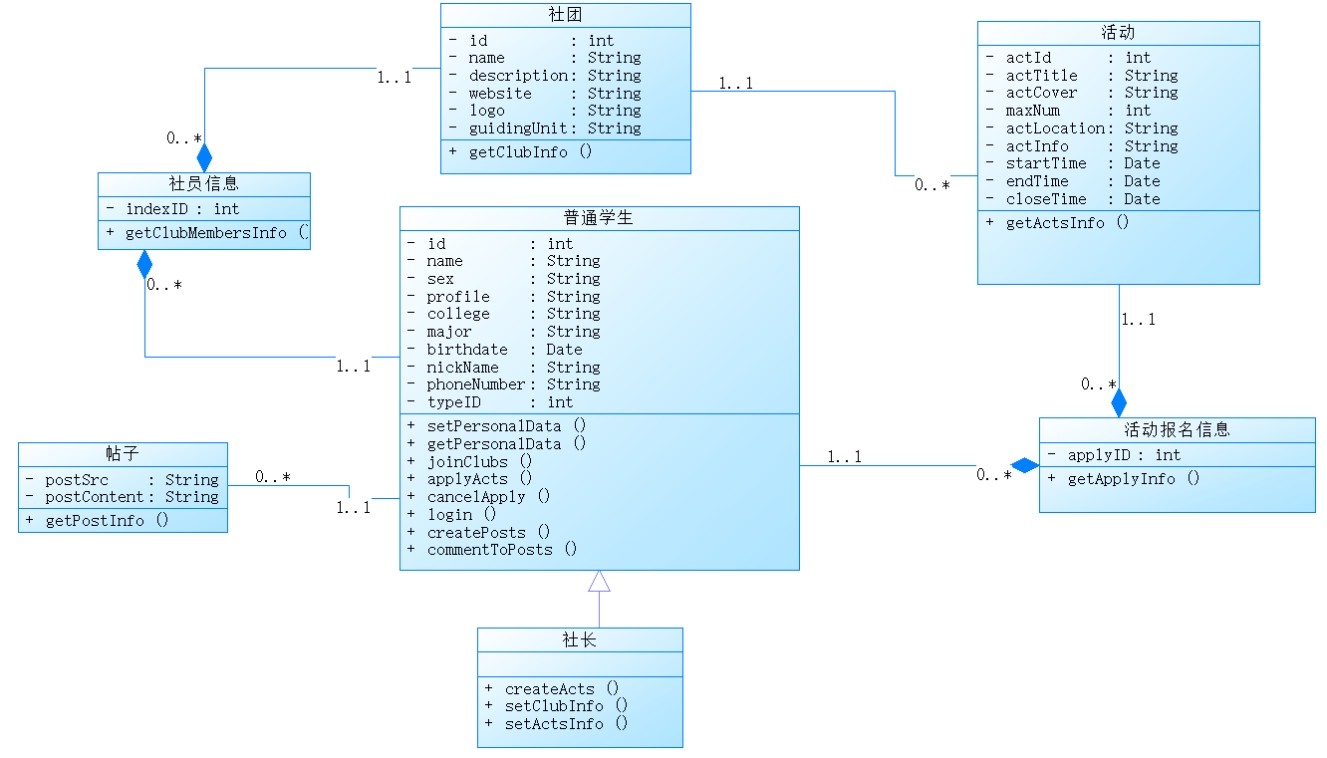 社团
- id : int
- name : String
- description : String
- website : String
- logo : String
- guidingUnit : String
+ getClubInfo ()
1..1
0..*
1..1
0..*
活动
- actId : int
- actTitle : String
- actCover : String
- maxNum : int
- actLocation : String
- actInfo : String
- startTime : Date
- endTime : Date
- closeTime : Date
+ getActsInfo ()
社员信息
- indexID : int
+ getClubMembersInfo ()
0..*
1..1
普通学生
- id : int
- name : String
- sex : String
- profile : String
- college : String
- major : String
- birthdate : Date
- nickName : String
- phoneNumber : String
- typeID : int
+ setPersonalData ()
+ getPersonalData ()
+ joinClubs ()
+ applyActs ()
+ cancelApply ()
+ login ()
+ createPosts ()
+ commentToPosts ()
1..1
0..*
活动报名信息
- applyID : int
+ getApplyInfo ()
1..1
0..*
帖子
- postSrc : String
- postContent : String
+ getPostInfo ()
0..*
1..1
社长
+ createActs ()
+ setClubInfo ()
+ setActsInfo ()